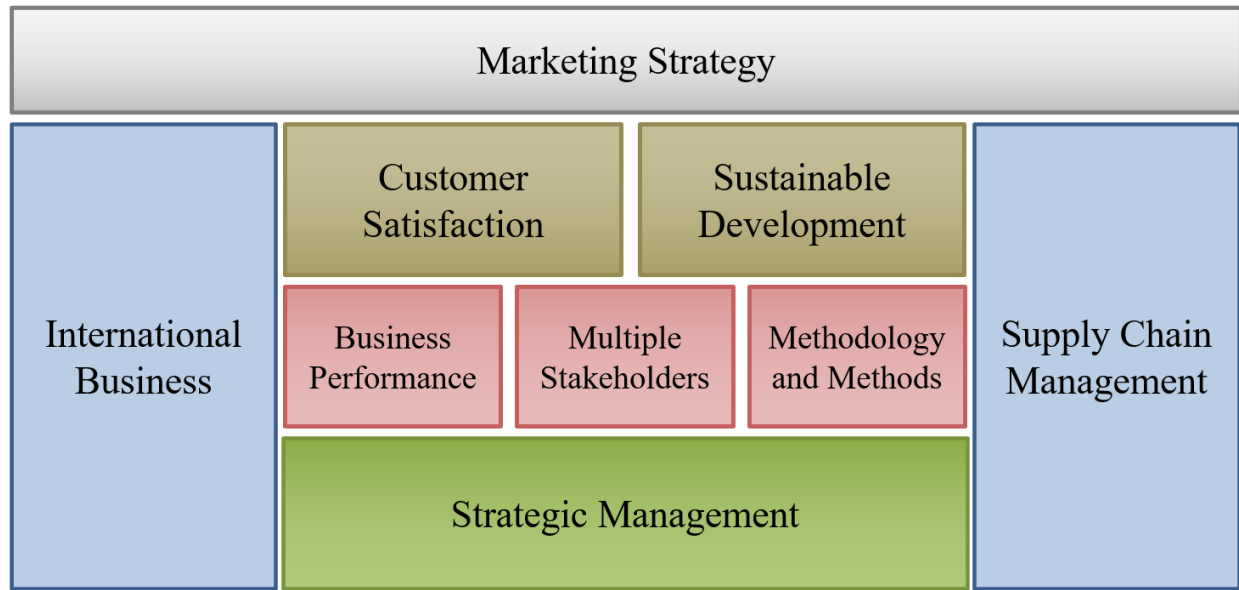 Marketing Strategy
Customer
Satisfaction
Sustainable
Development
International
Business
Business
Performance
Multiple
Stakeholders
Methodology
and Methods
Supply Chain
Management
Strategic Management